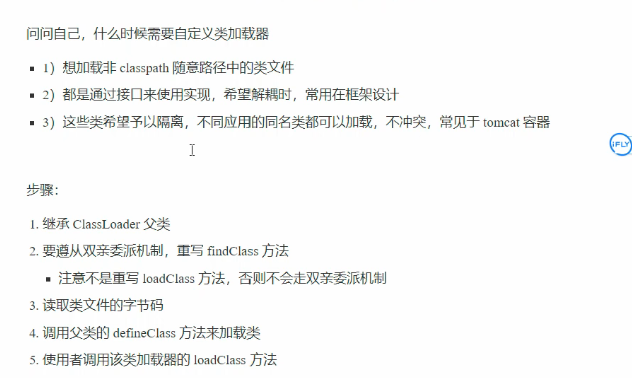 问问自己，什么时候需要自定义类加载器
1）想加载非 classpath 随意路径中的类文件
2）都是通过接口来使用实现，希望解耦时，常用在框架设计
3）这些类希望予以隔离，不同应用的同名类都可以加载，不冲突，常见于 tomcat 容器
iFLY
步骤：
1. 继承 ClassLoader 父类
2. 要遵从双亲委派机制，重写 findClass 方法
注意不是重写 loadClass 方法，否则不会走双亲委派机制
3. 读取类文件的字节码
4. 调用父类的 defineClass 方法来加载类
5. 使用者调用该类加载器的 loadClass 方法